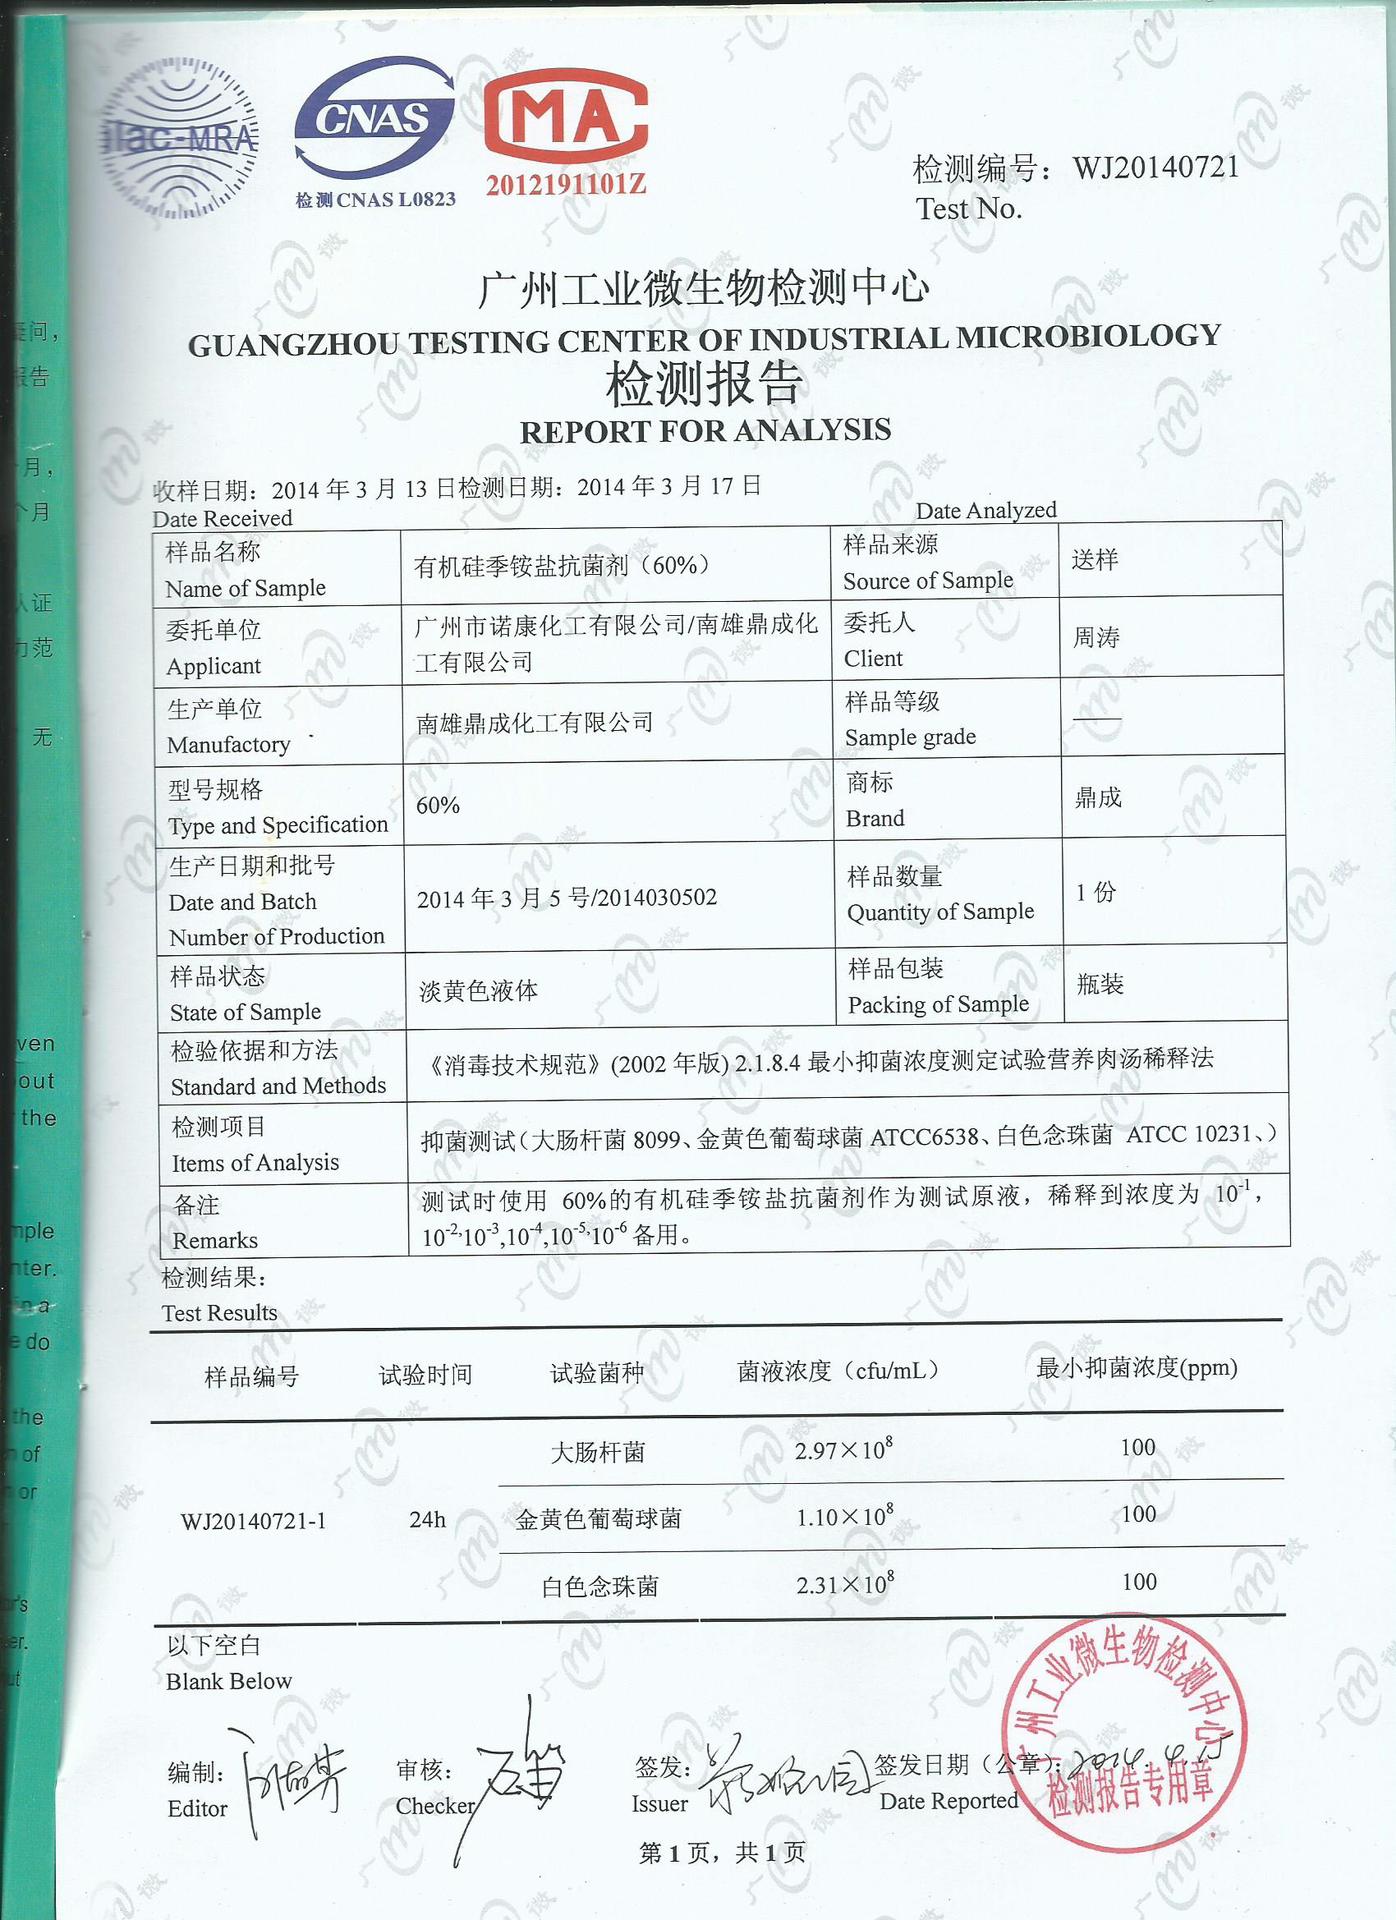 ilac-MRA
CNAS
检测 CNAS L0823
MA
2012191101Z
检测编号：WJ20140721
Test No.
广州工业微生物检测中心
GUANGZHOU TESTING CENTER OF INDUSTRIAL MICROBIOLOGY
检测报告
REPORT FOR ANALYSIS
收样日期：2014 年 3 月 13 日检测日期：2014 年 3 月 17 日
Date Received Date Analyzed
样品名称
Name of Sample
有机硅季铵盐抗菌剂（60%）
样品来源
Source of Sample
送样
委托单位
Applicant
广州市诺康化工有限公司/南雄鼎成化
工有限公司
委托人
Client
周涛
生产单位
Manufactory
南雄鼎成化工有限公司
样品等级
Sample grade
——
型号规格
Type and Specification
60%
商标
Brand
鼎成
生产日期和批号
Date and Batch
Number of Production
2014 年 3 月 5 号/2014030502
样品数量
Quantity of Sample
1 份
样品状态
State of Sample
淡黄色液体
样品包装
Packing of Sample
瓶装
检验依据和方法
Standard and Methods
《消毒技术规范》(2002 年版) 2.1.8.4 最小抑菌浓度测定试验营养肉汤稀释法
检测项目
Items of Analysis
抑菌测试（大肠杆菌 8099、金黄色葡萄球菌 ATCC6538、白色念珠菌 ATCC 10231、）
备注
Remarks
测试时使用 60%的有机硅季铵盐抗菌剂作为测试原液，稀释到浓度为 10⁻¹，
10⁻²,10⁻³,10⁻⁴,10⁻⁵,10⁻⁶ 备用。
检测结果：
Test Results
样品编号 试验时间 试验菌种 菌液浓度（cfu/mL） 最小抑菌浓度(ppm)
大肠杆菌 2.97×10⁸ 100
WJ20140721-1 24h 金黄色葡萄球菌 1.10×10⁸ 100
白色念珠菌 2.31×10⁸ 100
以下空白
Blank Below
编制：
Editor
审核：
Checker
签发：
Issuer
签发日期（公章）：2014.4.15
Date Reported
广州工业微生物检测中心
检测报告专用章
第 1 页，共 1 页